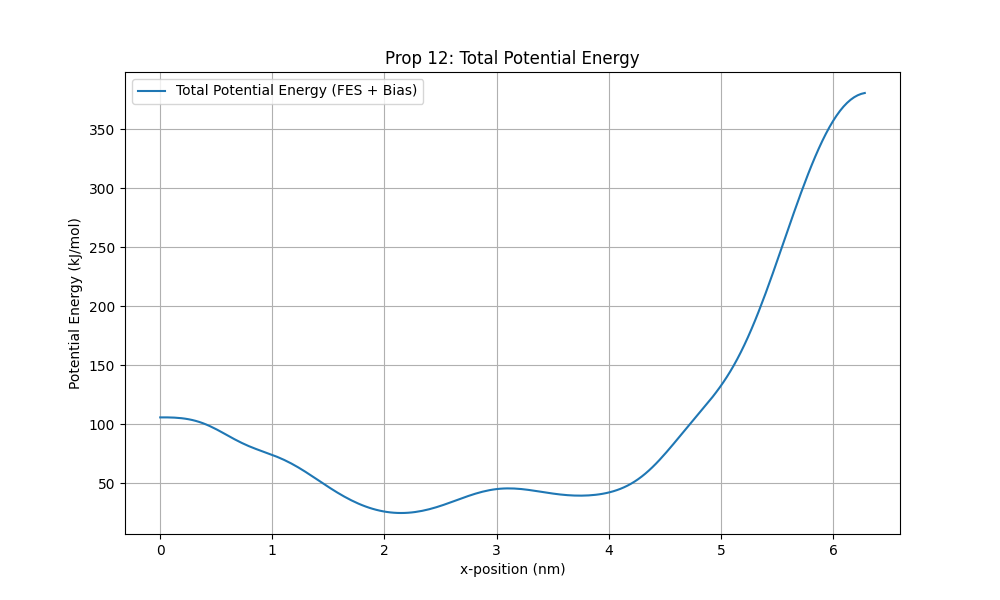 Prop 12: Total Potential Energy
Total Potential Energy (FES + Bias)
Potential Energy (kJ/mol)
350
300
250
200
150
100
50
0 1 2 3 4 5 6
x-position (nm)